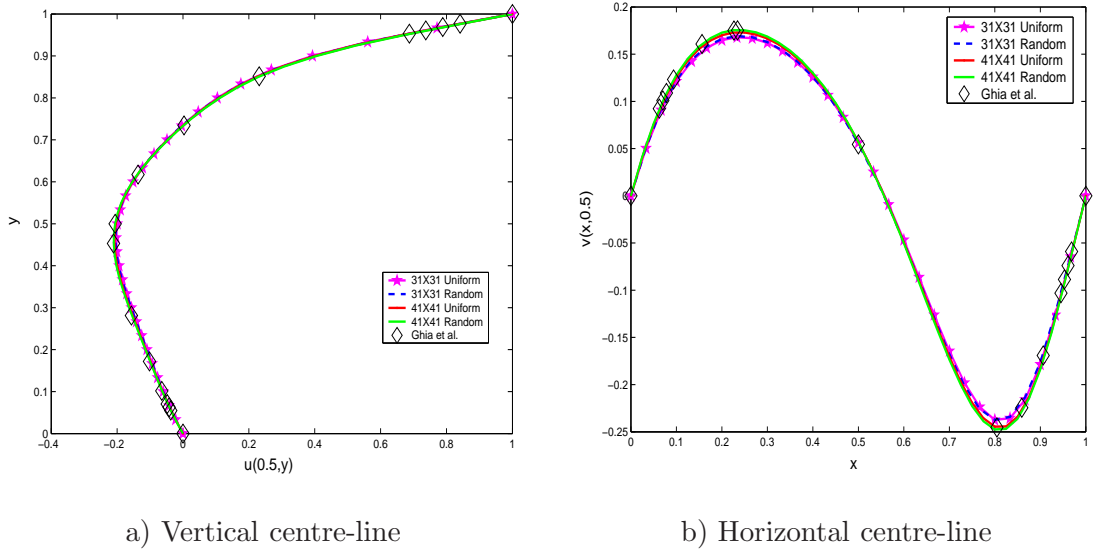 1
0.9
0.8
0.7
0.6
0.5
0.4
0.3
0.2
0.1
0
−0.4 −0.2 0 0.2 0.4 0.6 0.8 1
y
u(0.5,y)
31X31 Uniform
31X31 Random
41X41 Uniform
41X41 Random
Ghia et al.
a) Vertical centre-line
0.2
0.15
0.1
0.05
0
−0.05
−0.1
−0.15
−0.2
−0.25
0 0.1 0.2 0.3 0.4 0.5 0.6 0.7 0.8 0.9 1
v(x,0.5)
x
31X31 Uniform
31X31 Random
41X41 Uniform
41X41 Random
Ghia et al.
b) Horizontal centre-line